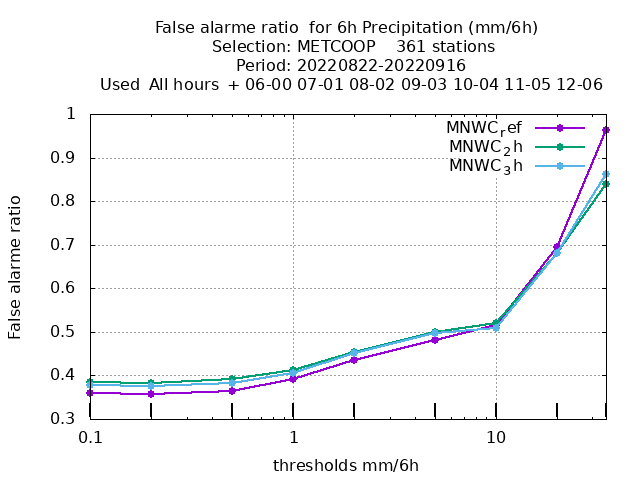 False alarme ratio  for 6h Precipitation (mm/6h)
Selection: METCOOP    361 stations
Period: 20220822-20220916
Used  All hours  + 06-00 07-01 08-02 09-03 10-04 11-05 12-06
1
0.9
0.8
0.7
0.6
0.5
0.4
0.3
False alarme ratio
MNWCref
MNWC2h
MNWC3h
0.1 1 10
thresholds mm/6h